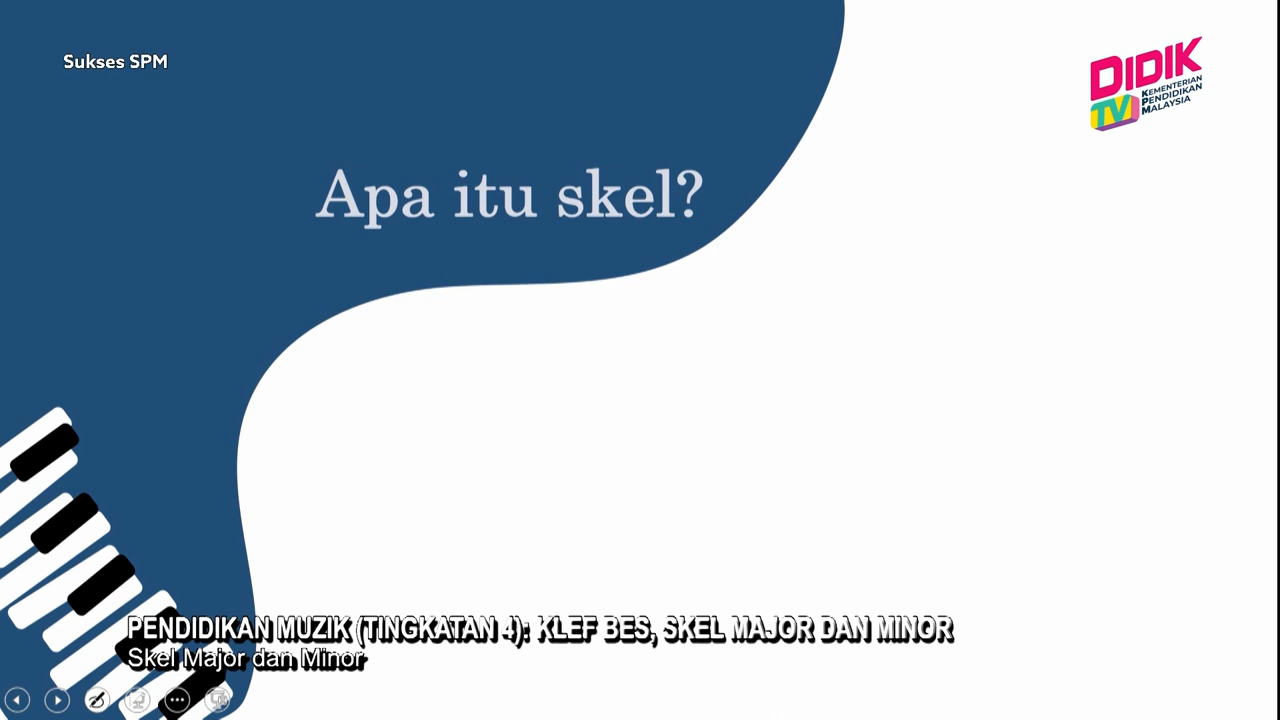 Sukses SPM
DIDIK
TV
KEMENTERIAN
PENDIDIKAN
MALAYSIA
Apa itu skel?
PENDIDIKAN MUZIK (TINGKATAN 4): KLEF BES, SKEL MAJOR DAN MINOR
Skel Major dan Minor